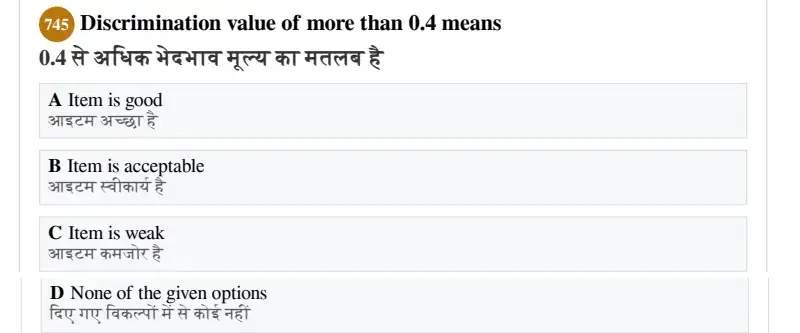 745 Discrimination value of more than 0.4 means
0.4 से अधिक भेदभाव मूल्य का मतलब है
A Item is good
आइटम अच्छा है
B Item is acceptable
आइटम स्वीकार्य है
C Item is weak
आइटम कमजोर है
D None of the given options
दिए गए विकल्पों में से कोई नहीं